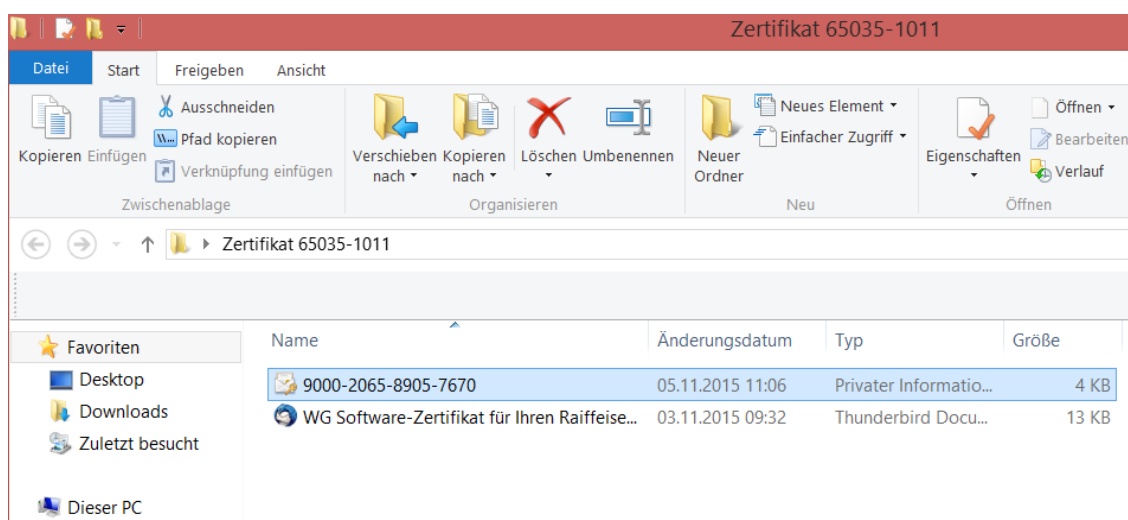 Zertifikat 65035-1011
Datei Start Freigeben Ansicht
Kopieren Einfügen Ausschneiden Pfad kopieren Verknüpfung einfügen
Verschieben nach Kopieren nach Löschen Umbenennen
Neuer Ordner Neues Element Einfacher Zugriff
Eigenschaften Öffnen Bearbeiten Verlauf
Zwischenablage Organisieren Neu Öffnen
Zertifikat 65035-1011
Favoriten
Desktop
Downloads
Zuletzt besucht
Dieser PC
Name Änderungsdatum Typ Größe
9000-2065-8905-7670 05.11.2015 11:06 Privater Informatio... 4 KB
WG Software-Zertifikat für Ihren Raiffeise... 03.11.2015 09:32 Thunderbird Docu... 13 KB